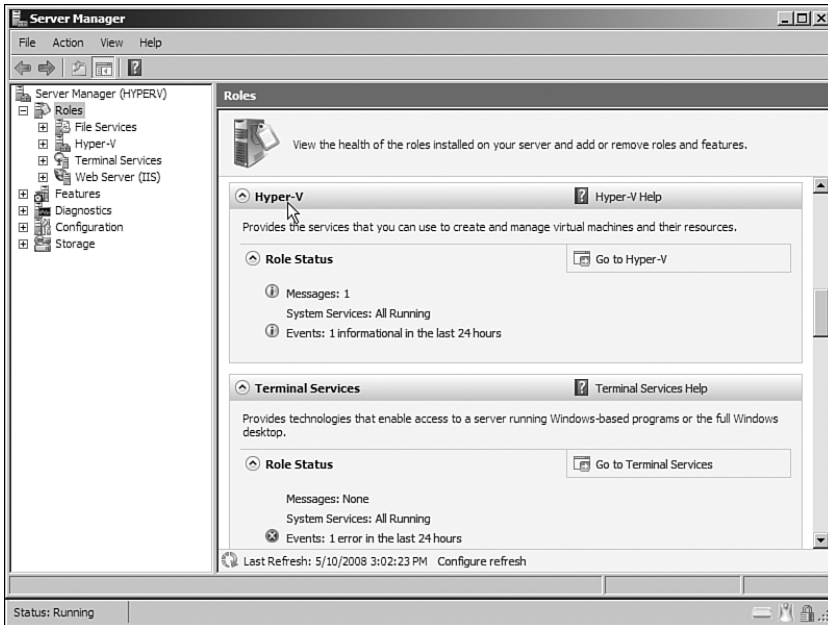 Server Manager
File Action View Help
Server Manager (HYPERV)
Roles
File Services
Hyper-V
Terminal Services
Web Server (IIS)
Features
Diagnostics
Configuration
Storage
Roles
View the health of the roles installed on your server and add or remove roles and features.
Hyper-V
Hyper-V Help
Provides the services that you can use to create and manage virtual machines and their resources.
Role Status
Go to Hyper-V
Messages: 1
System Services: All Running
Events: 1 informational in the last 24 hours
Terminal Services
Terminal Services Help
Provides technologies that enable access to a server running Windows-based programs or the full Windows
desktop.
Role Status
Go to Terminal Services
Messages: None
System Services: All Running
Events: 1 error in the last 24 hours
Last Refresh: 5/10/2008 3:02:23 PM Configure refresh
Status: Running